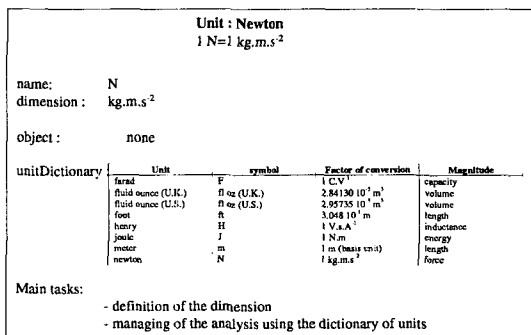 Unit : Newton
1 N=1 kg.m.s⁻²
name: N
dimension : kg.m.s⁻²
object : none
unitDictionary
Unit symbol Factor of conversion Magnitude
farad F 1 C.V⁻¹ capacity
fluid ounce (U.K.) fl oz (U.K.) 2.84130 10⁻⁵ m³ volume
fluid ounce (U.S.) fl oz (U.S.) 2.95735 10⁻⁵ m³ volume
foot ft 3.048 10⁻¹ m length
henry H 1 V.s.A⁻¹ inductance
joule J 1 N.m energy
meter m 1 m (basis unit) length
newton N 1 kg.m.s⁻² force
Main tasks:
- definition of the dimension
- managing of the analysis using the dictionary of units